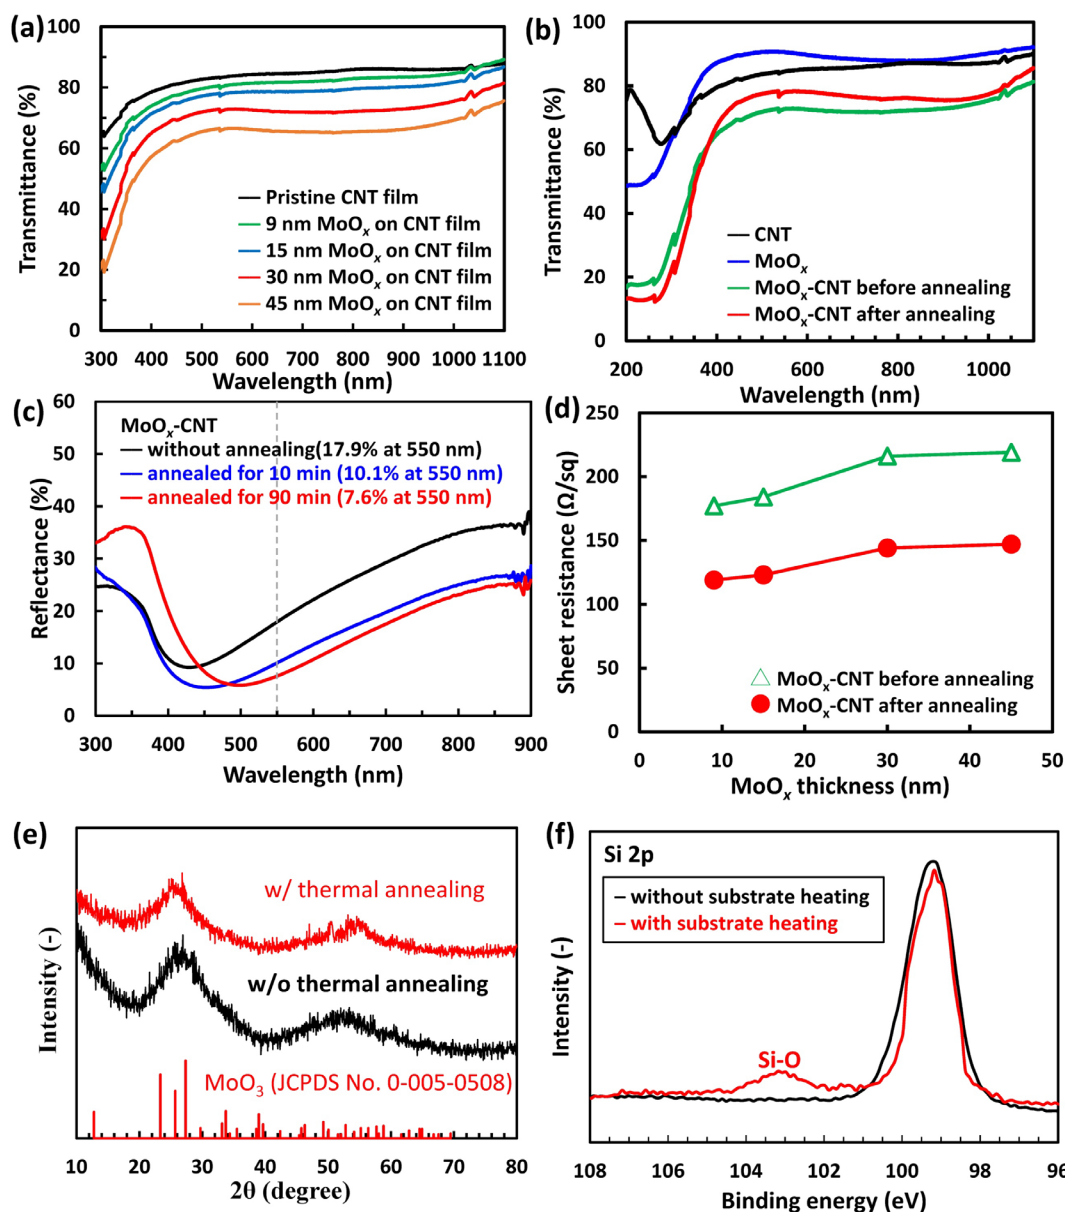 (a)
100
80
60
40
20
0
Transmittance (%)
Pristine CNT film
9 nm MoOₓ on CNT film
15 nm MoOₓ on CNT film
30 nm MoOₓ on CNT film
45 nm MoOₓ on CNT film
300 400 500 600 700 800 900 1000 1100
Wavelength (nm)
(b)
100
80
60
40
20
0
Transmittance (%)
CNT
MoOₓ
MoOₓ-CNT before annealing
MoOₓ-CNT after annealing
200 400 600 800 1000
Wavelength (nm)
(c)
60
50
40
30
20
10
0
Reflectance (%)
MoOₓ-CNT
without annealing(17.9% at 550 nm)
annealed for 10 min (10.1% at 550 nm)
annealed for 90 min (7.6% at 550 nm)
300 400 500 600 700 800 900
Wavelength (nm)
(d)
250
200
150
100
50
0
Sheet resistance (Ω/sq)
MoOₓ-CNT before annealing
MoOₓ-CNT after annealing
0 10 20 30 40 50
MoOₓ thickness (nm)
(e)
Intensity (-)
w/ thermal annealing
w/o thermal annealing
MoO₃ (JCPDS No. 0-005-0508)
10 20 30 40 50 60 70 80
2θ (degree)
(f)
Intensity (-)
Si 2p
– without substrate heating
– with substrate heating
Si-O
108 106 104 102 100 98 96
Binding energy (eV)